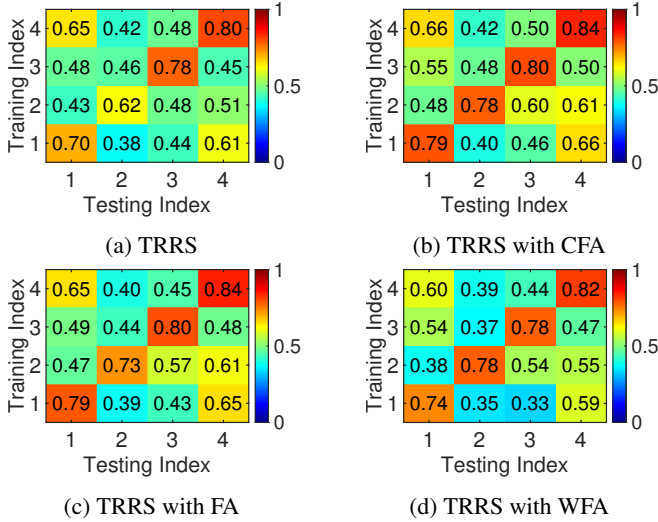 4 0.65 0.42 0.48 0.80 1
3 0.48 0.46 0.78 0.45 0.5
2 0.43 0.62 0.48 0.51
1 0.70 0.38 0.44 0.61 0
1 2 3 4
Testing Index
Training Index
(a) TRRS
4 0.66 0.42 0.50 0.84 1
3 0.55 0.48 0.80 0.50 0.5
2 0.48 0.78 0.60 0.61
1 0.79 0.40 0.46 0.66 0
1 2 3 4
Testing Index
Training Index
(b) TRRS with CFA
4 0.65 0.40 0.45 0.84 1
3 0.49 0.44 0.80 0.48 0.5
2 0.47 0.73 0.57 0.61
1 0.79 0.39 0.43 0.65 0
1 2 3 4
Testing Index
Training Index
(c) TRRS with FA
4 0.60 0.39 0.44 0.82 1
3 0.54 0.37 0.78 0.47 0.5
2 0.38 0.78 0.54 0.55
1 0.74 0.35 0.33 0.59 0
1 2 3 4
Testing Index
Training Index
(d) TRRS with WFA